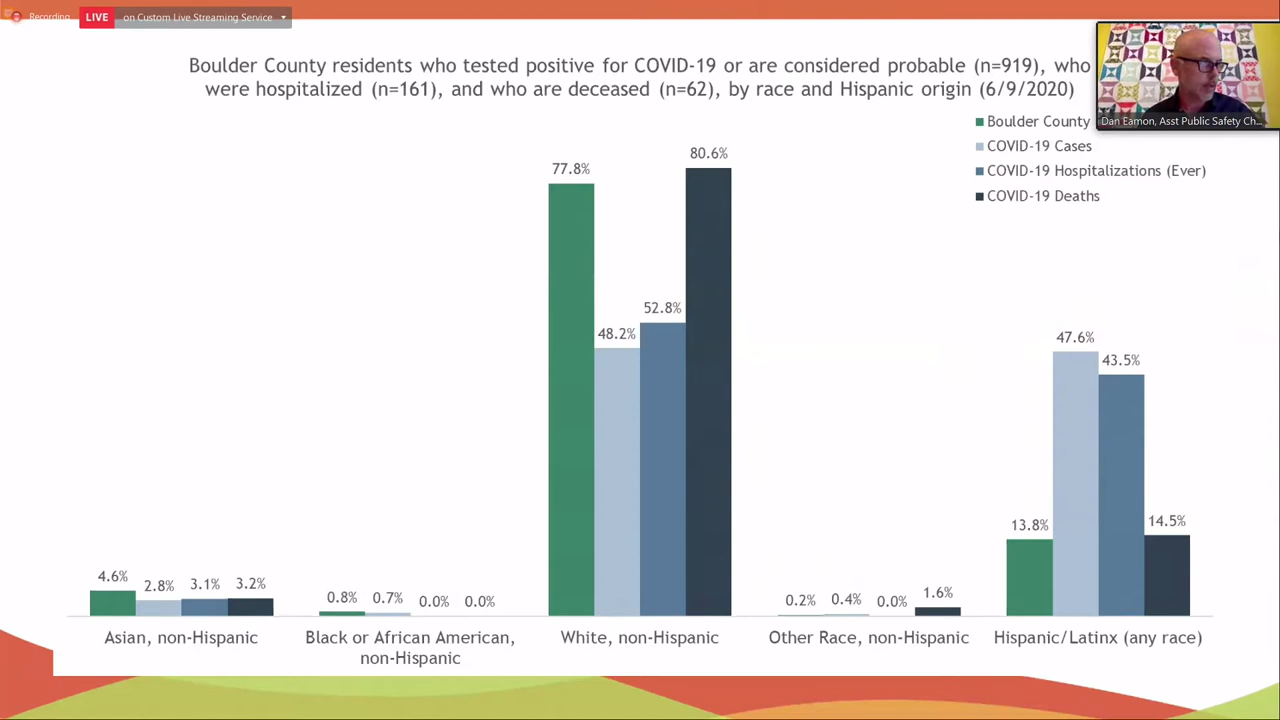 Recording
LIVE
on Custom Live Streaming Service
Boulder County residents who tested positive for COVID-19 or are considered probable (n=919), who
were hospitalized (n=161), and who are deceased (n=62), by race and Hispanic origin (6/9/2020)
Dan Eamon, Asst Public Safety Ch...
Boulder County
COVID-19 Cases
COVID-19 Hospitalizations (Ever)
COVID-19 Deaths
4.6%
2.8%
3.1%
3.2%
0.8%
0.7%
0.0%
0.0%
77.8%
48.2%
52.8%
80.6%
0.2%
0.4%
0.0%
1.6%
13.8%
47.6%
43.5%
14.5%
Asian, non-Hispanic
Black or African American,
non-Hispanic
White, non-Hispanic
Other Race, non-Hispanic
Hispanic/Latinx (any race)